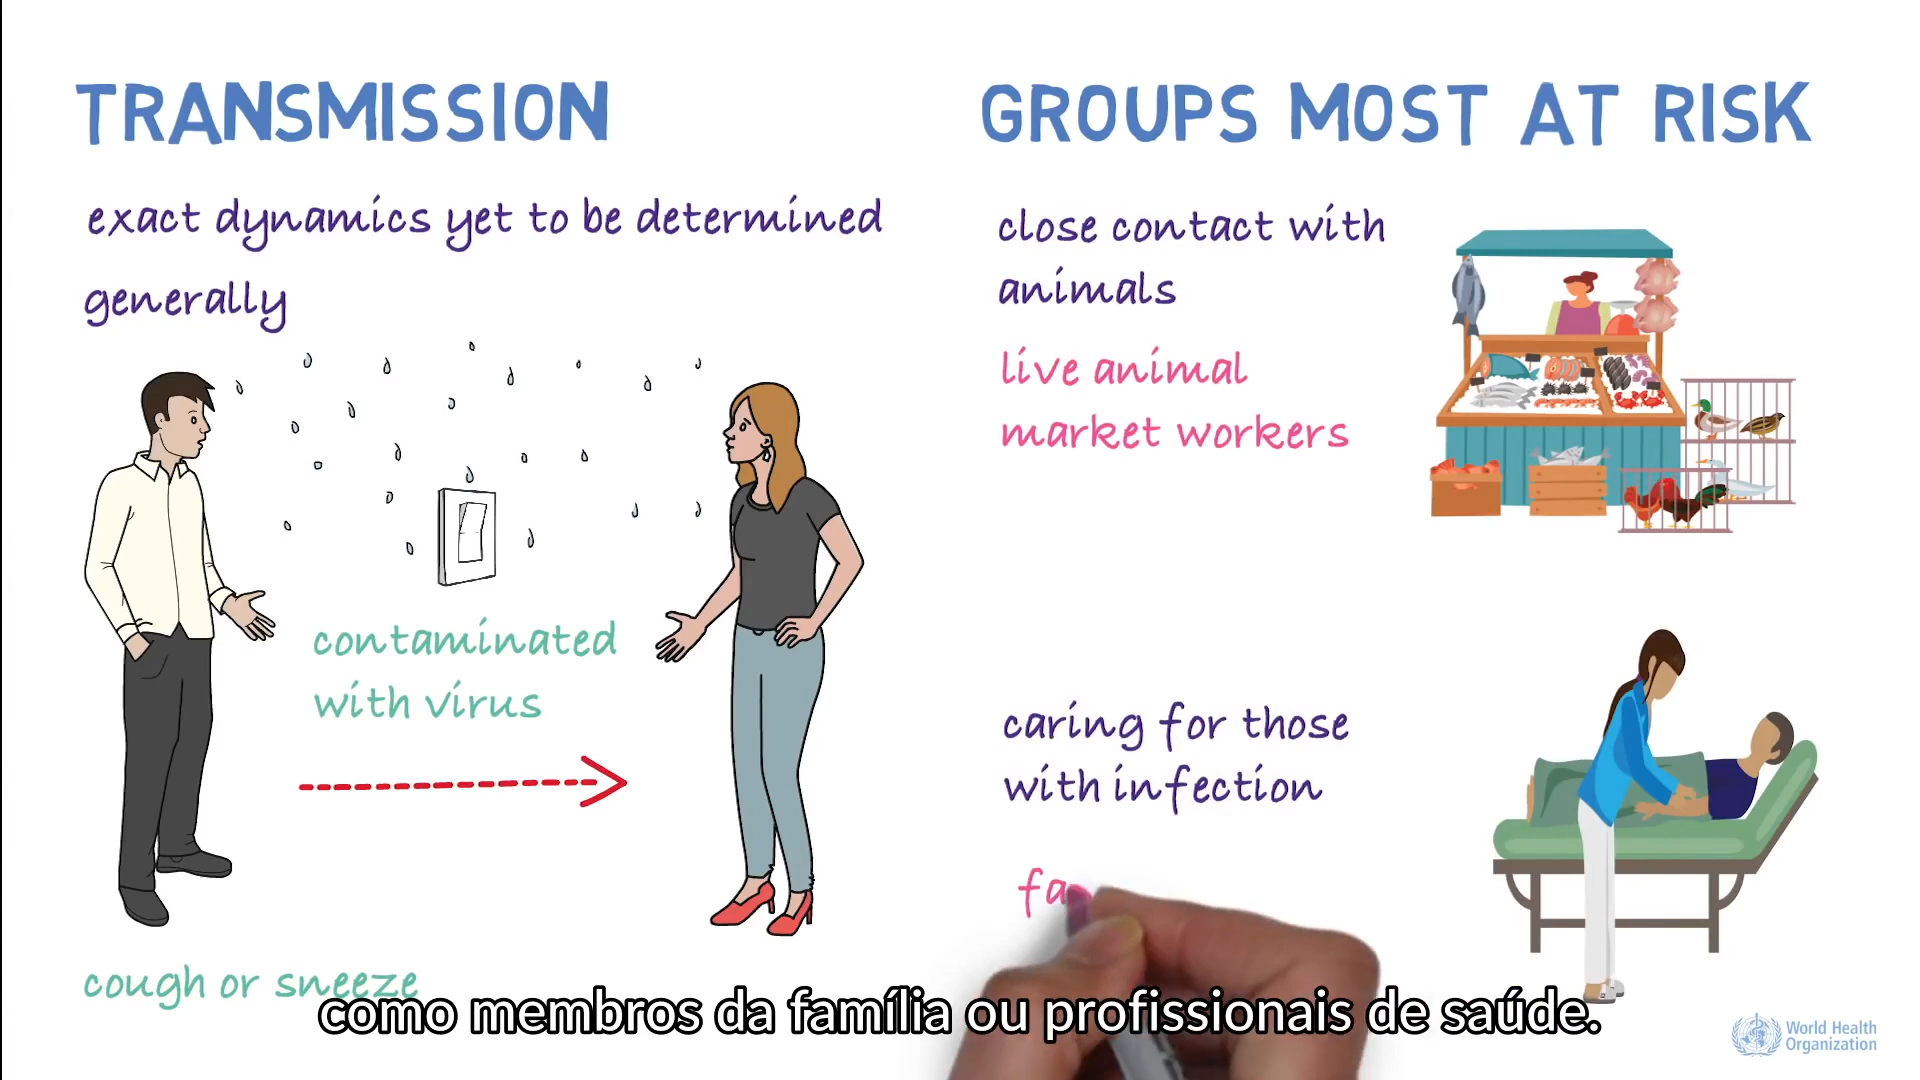 TRANSMISSION
exact dynamics yet to be determined
generally
contaminated
with virus
cough or sneeze
GROUPS MOST AT RISK
close contact with
animals
live animal
market workers
caring for those
with infection
fa
como membros da família ou profissionais de saúde.
World Health
Organization